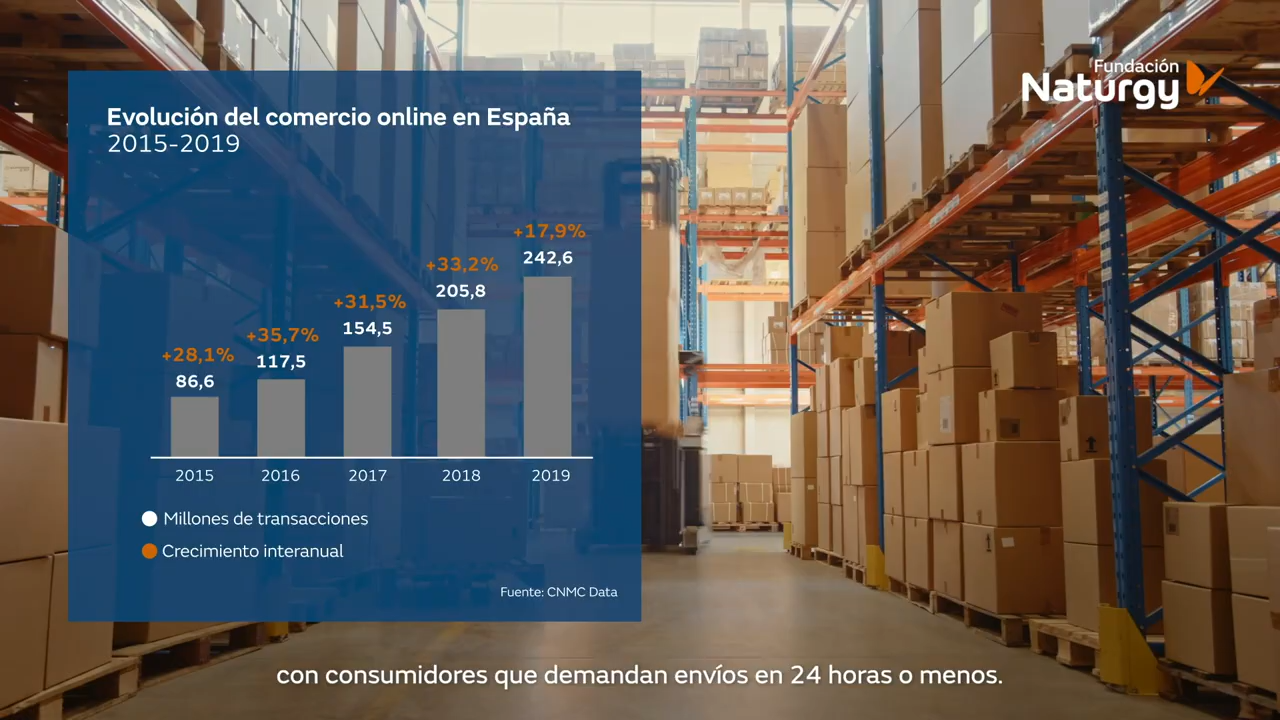 Fundación
Naturgy
Evolución del comercio online en España
2015-2019
+28,1%
86,6
+35,7%
117,5
+31,5%
154,5
+33,2%
205,8
+17,9%
242,6
2015 2016 2017 2018 2019
Millones de transacciones
Crecimiento interanual
Fuente: CNMC Data
con consumidores que demandan envíos en 24 horas o menos.